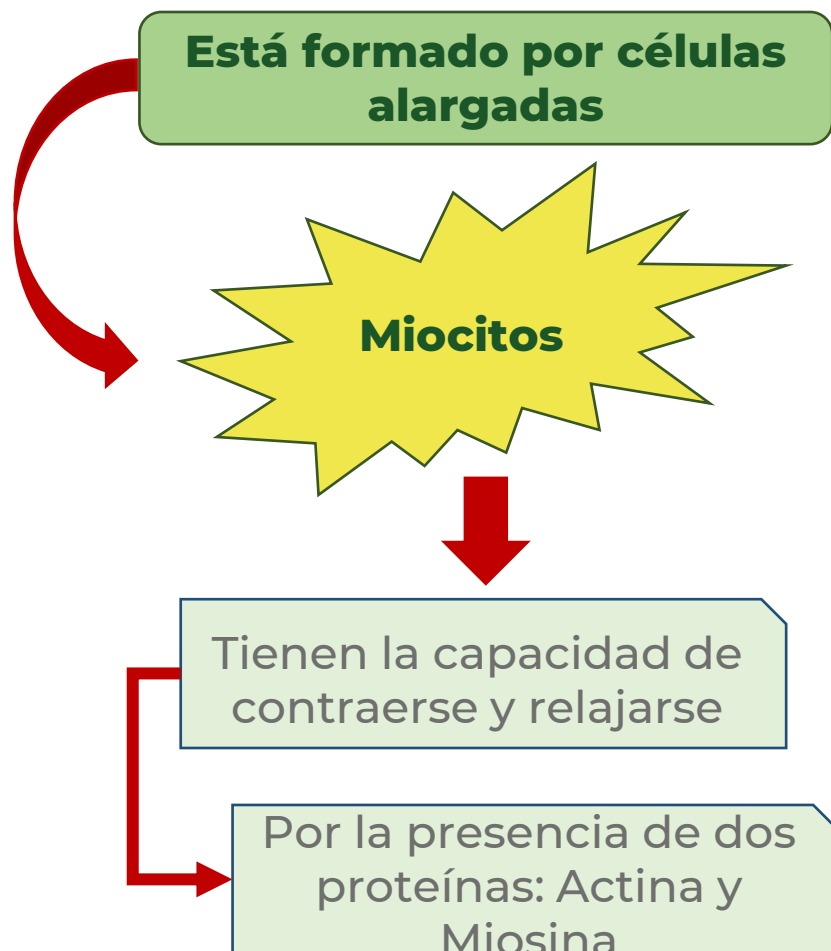 Está formado por células
alargadas
Miocitos
Tienen la capacidad de
contraerse y relajarse
Por la presencia de dos
proteínas: Actina y
Miosina